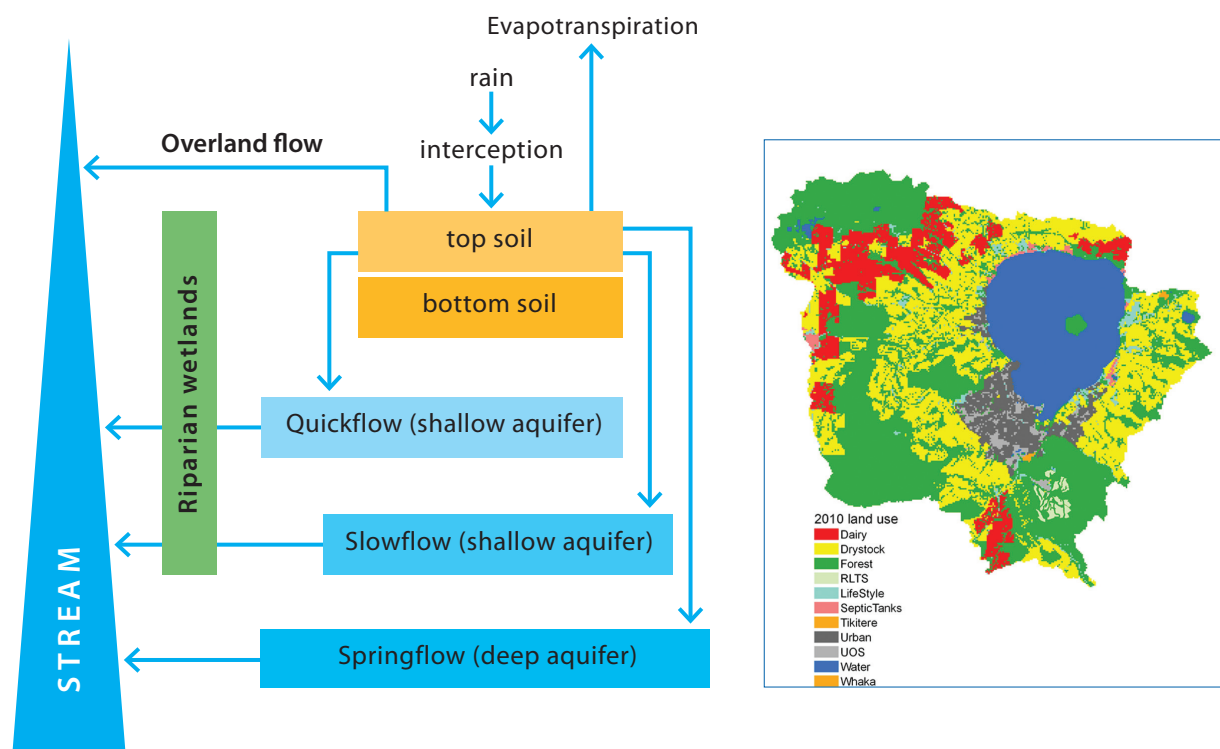 Evapotranspiration
rain
Overland flow
interception
top soil
bottom soil
Riparian wetlands
Quickflow (shallow aquifer)
Slowflow (shallow aquifer)
Springflow (deep aquifer)
STREAM
2010 land use
Dairy
Drystock
Forest
RLTS
LifeStyle
SepticTanks
Tikitere
Urban
UOS
Water
Whaka